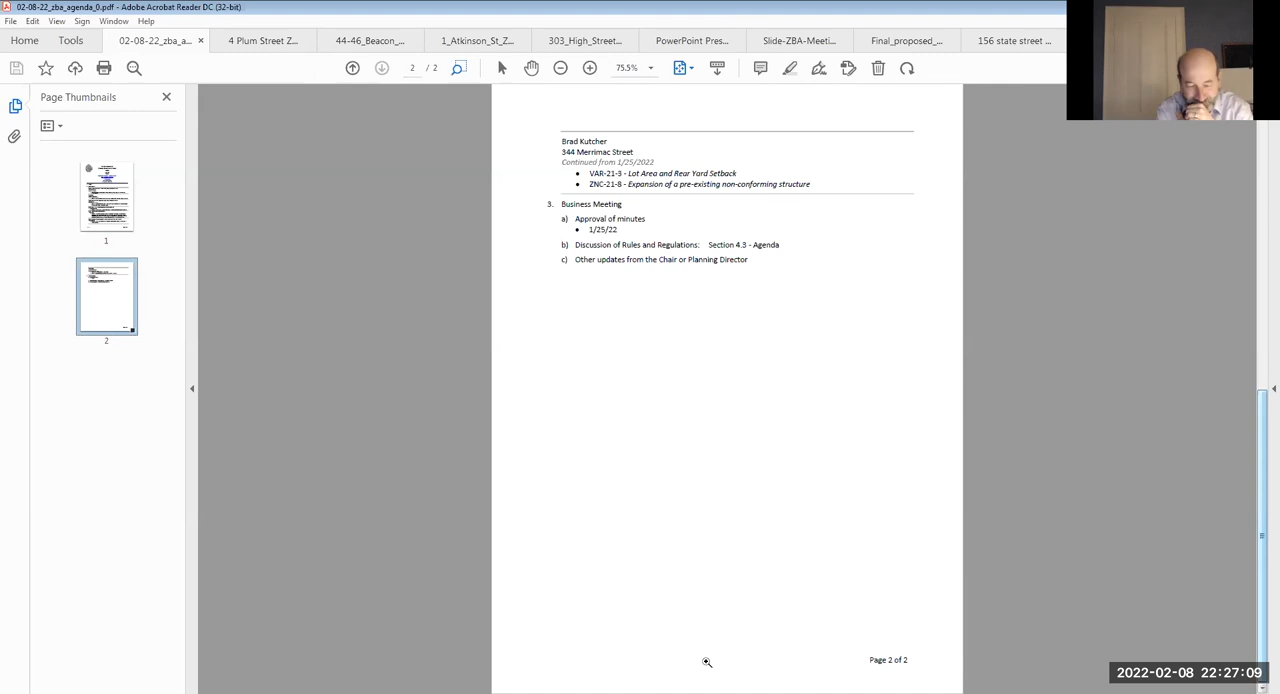 02-08-22_zba_agenda_0.pdf - Adobe Acrobat Reader DC (32-bit)
File Edit View Sign Window Help
Home Tools 02-08-22_zba_a... × 4 Plum Street Z... 44-46_Beacon_... 1_Atkinson_St_Z... 303_High_Street... PowerPoint Pres... Slide-ZBA-Meeti... Final_proposed_... 156 state street ...
2 / 2 75.5%
Page Thumbnails ×
1
2
Brad Kutcher
344 Merrimac Street
Continued from 1/25/2022
• VAR-21-3 - Lot Area and Rear Yard Setback
• ZNC-21-8 - Expansion of a pre-existing non-conforming structure
3. Business Meeting
a) Approval of minutes
• 1/25/22
b) Discussion of Rules and Regulations: Section 4.3 - Agenda
c) Other updates from the Chair or Planning Director
Page 2 of 2
2022-02-08 22:27:09